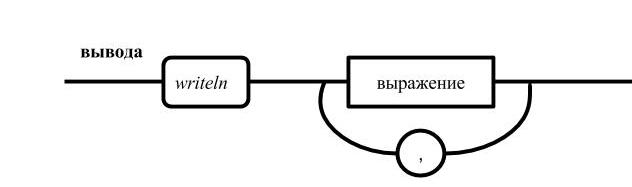 вывода
writeln
выражение
,